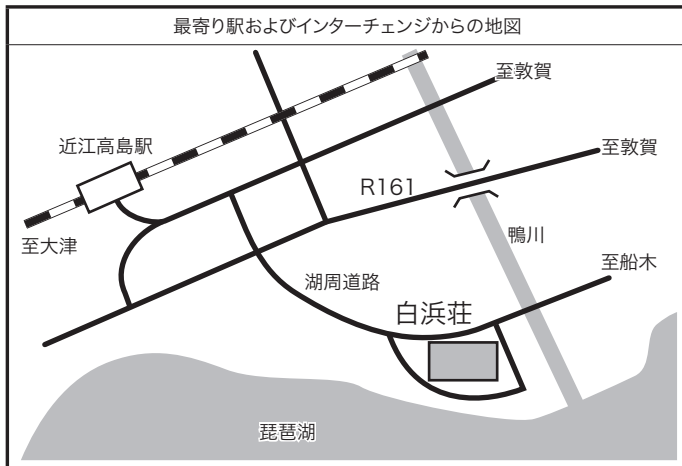 最寄り駅およびインターチェンジからの地図
至敦賀
近江高島駅
至敦賀
R161
至大津
鴨川
至船木
湖周道路
白浜荘
琵琶湖